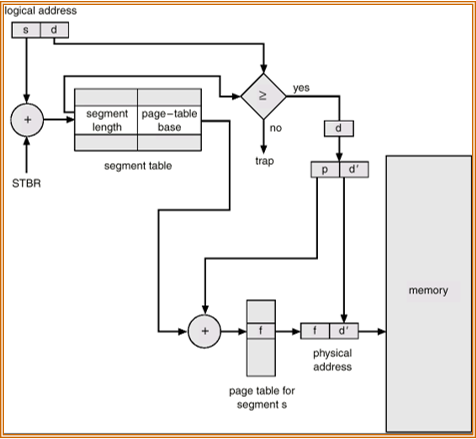 logical address
s d
yes
≥
segment length
page-table base
+
d
no
trap
segment table
p d′
STBR
memory
+
f
f d′
physical address
page table for segment s